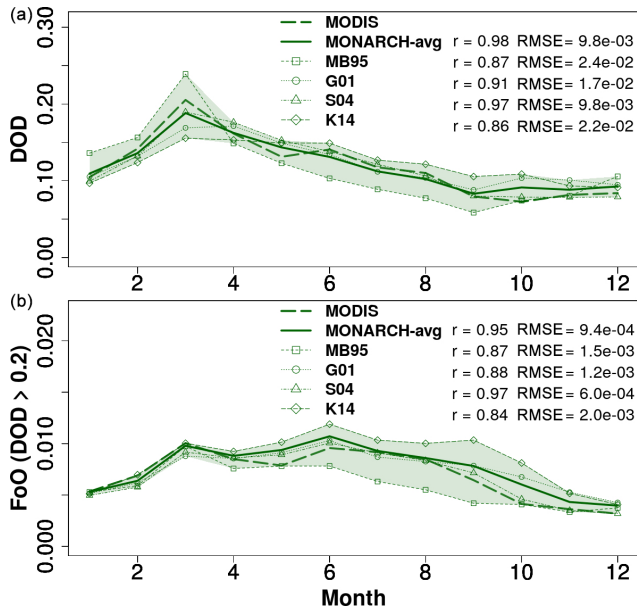 (a)
0.30
0.20
0.10
0.00
DOD
MODIS
MONARCH-avg r = 0.98 RMSE= 9.8e-03
MB95 r = 0.87 RMSE= 2.4e-02
G01 r = 0.91 RMSE= 1.7e-02
S04 r = 0.97 RMSE= 9.8e-03
K14 r = 0.86 RMSE= 2.2e-02
2 4 6 8 10 12
(b)
0.020
0.010
0.000
FoO (DOD > 0.2)
MODIS
MONARCH-avg r = 0.95 RMSE= 9.4e-04
MB95 r = 0.87 RMSE= 1.5e-03
G01 r = 0.88 RMSE= 1.2e-03
S04 r = 0.97 RMSE= 6.0e-04
K14 r = 0.84 RMSE= 2.0e-03
2 4 6 8 10 12
Month